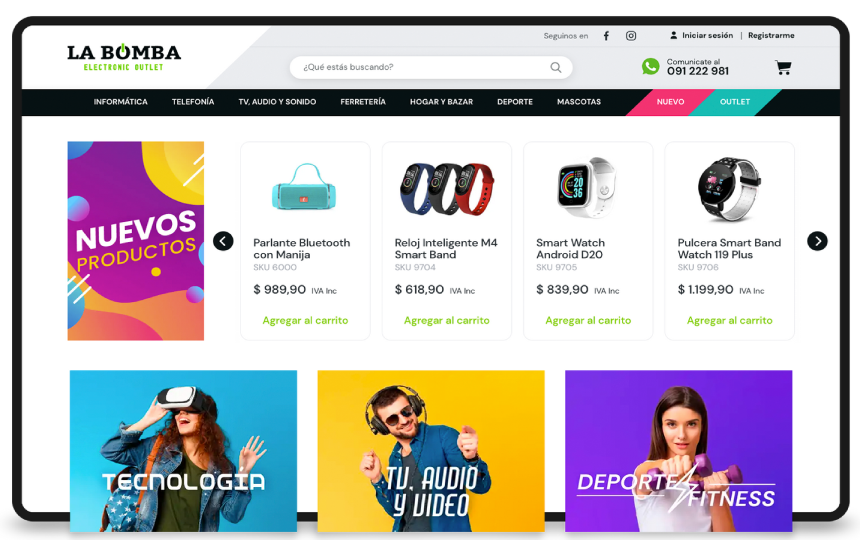 Seguinos en
Iniciar sesión | Registrarme
LA BOMBA
ELECTRONIC OUTLET
¿Qué estás buscando?
Comunicate al
091 222 981
INFORMÁTICA TELEFONÍA TV, AUDIO Y SONIDO FERRETERÍA HOGAR Y BAZAR DEPORTE MASCOTAS NUEVO OUTLET
NUEVOS
PRODUCTOS
Parlante Bluetooth
con Manija
SKU 6000
$ 989,90 IVA Inc
Agregar al carrito
Reloj Inteligente M4
Smart Band
SKU 9704
$ 618,90 IVA Inc
Agregar al carrito
Smart Watch
Android D20
SKU 9705
$ 839,90 IVA Inc
Agregar al carrito
Pulcera Smart Band
Watch 119 Plus
SKU 9706
$ 1.199,90 IVA Inc
Agregar al carrito
TECNOLOGÍA
TV, AUDIO
Y VIDEO
DEPORTE
FITNESS